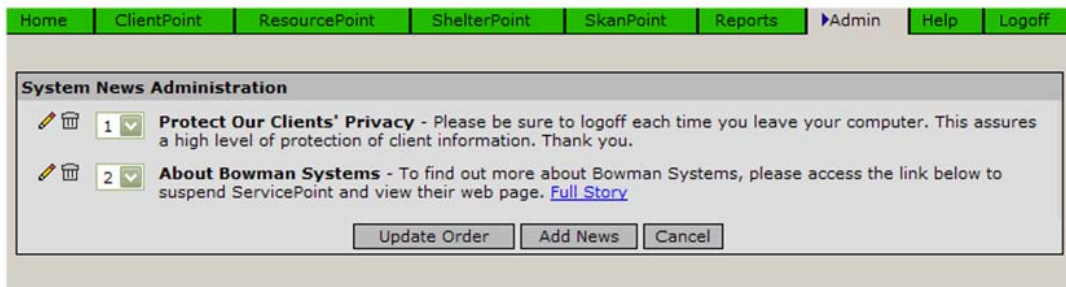 Home ClientPoint ResourcePoint ShelterPoint SkanPoint Reports Admin Help Logoff
System News Administration
1 Protect Our Clients' Privacy - Please be sure to logoff each time you leave your computer. This assures
a high level of protection of client information. Thank you.
2 About Bowman Systems - To find out more about Bowman Systems, please access the link below to
suspend ServicePoint and view their web page. Full Story
Update Order Add News Cancel